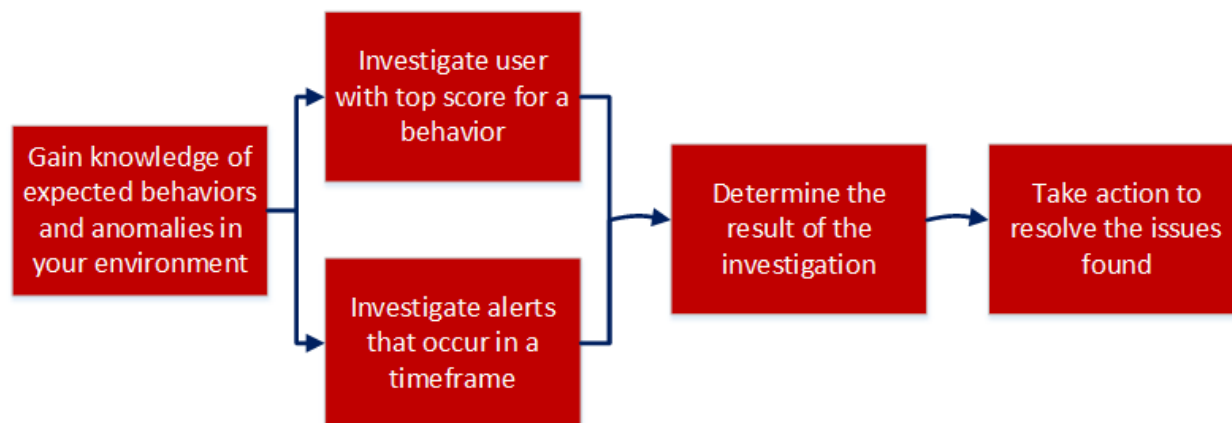 Gain knowledge of
expected behaviors
and anomalies in
your environment
Investigate user
with top score for a
behavior
Investigate alerts
that occur in a
timeframe
Determine the
result of the
investigation
Take action to
resolve the issues
found